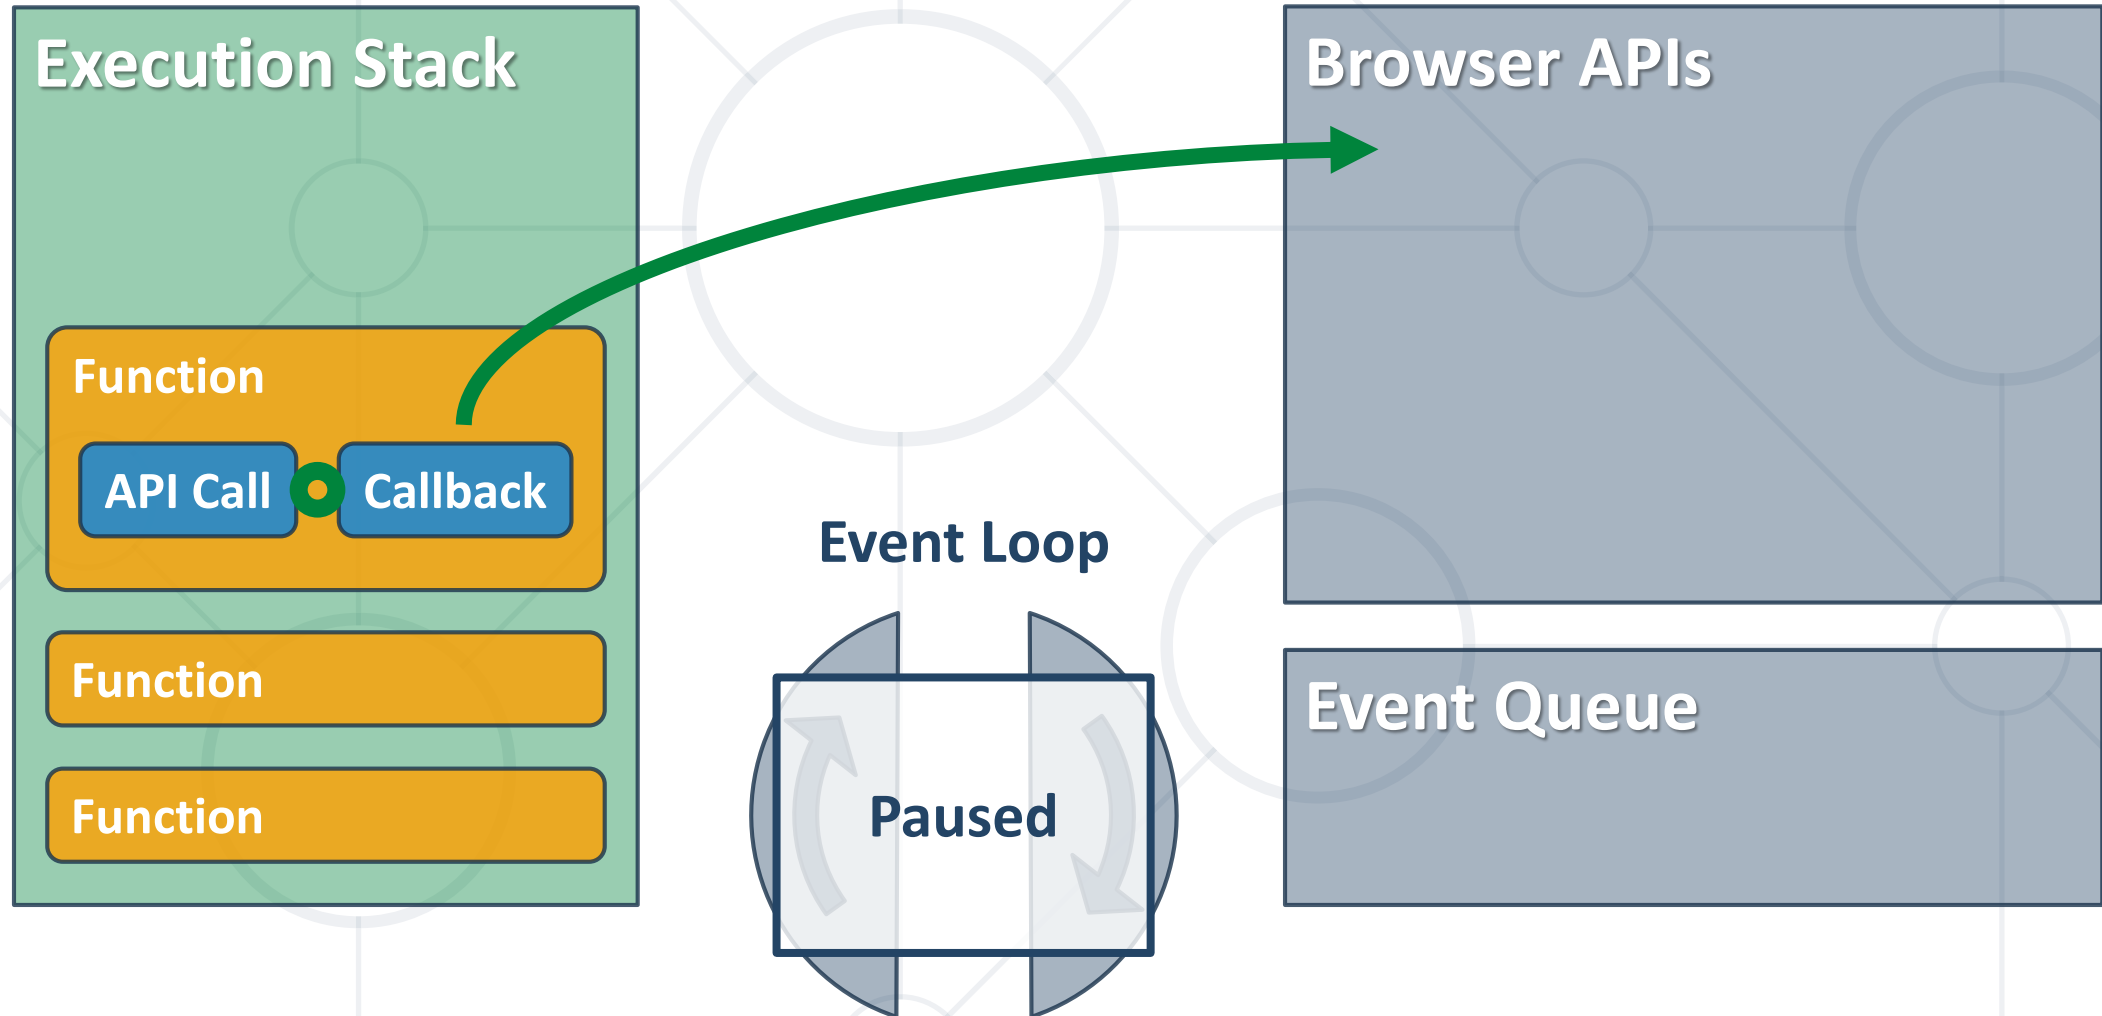 Execution Stack
Function
API Call
Callback
Function
Function
Event Loop
Paused
Browser APIs
Event Queue